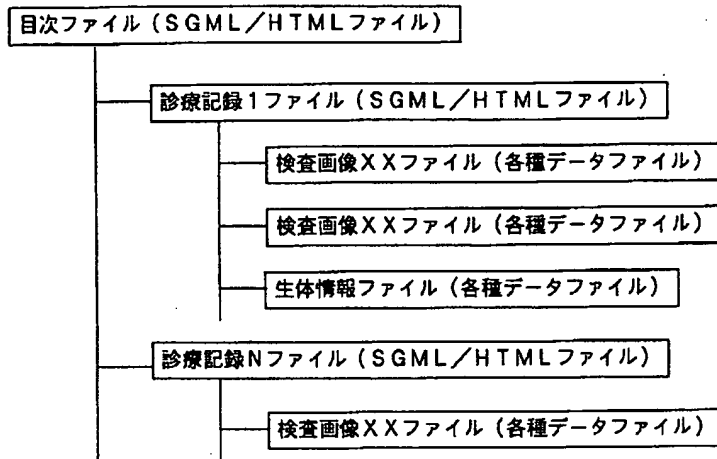 目次ファイル（ＳＧＭＬ／ＨＴＭＬファイル）
診療記録１ファイル（ＳＧＭＬ／ＨＴＭＬファイル）
検査画像ＸＸファイル（各種データファイル）
検査画像ＸＸファイル（各種データファイル）
生体情報ファイル（各種データファイル）
診療記録Ｎファイル（ＳＧＭＬ／ＨＴＭＬファイル）
検査画像ＸＸファイル（各種データファイル）